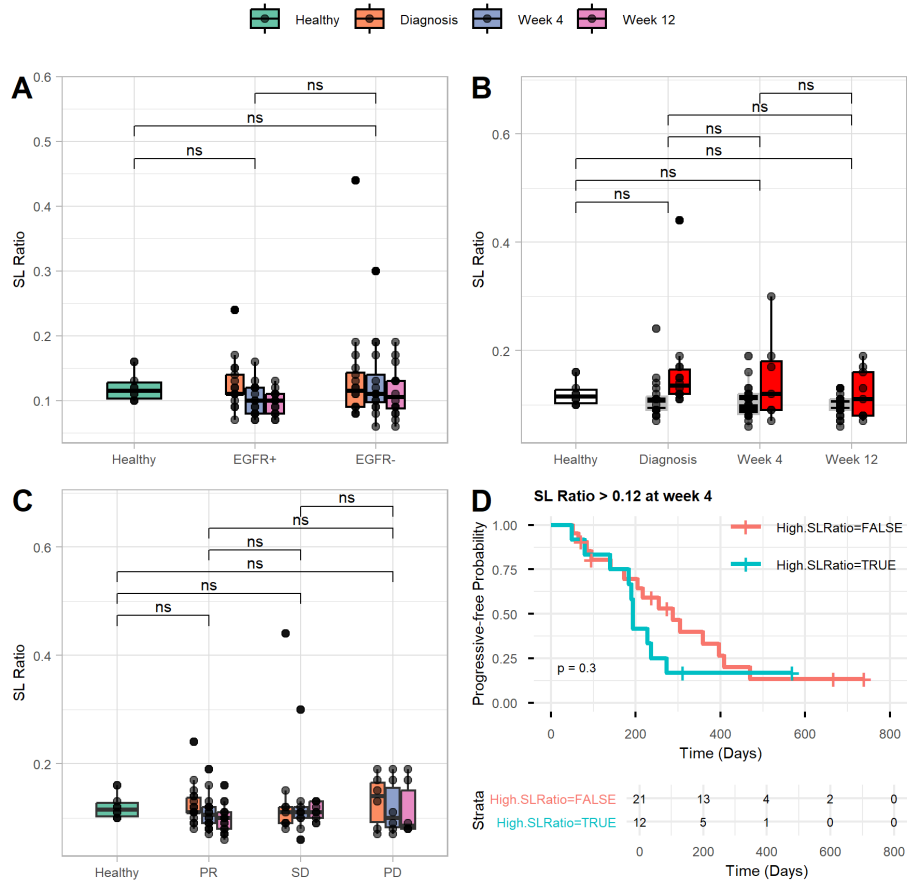 Healthy Diagnosis Week 4 Week 12
A
0.6
0.5
0.4
0.3
0.2
0.1
SL Ratio
ns
ns
ns
Healthy EGFR+ EGFR-
B
0.6
0.4
0.2
SL Ratio
ns
ns
ns
ns
ns
ns
Healthy Diagnosis Week 4 Week 12
C
0.6
0.4
0.2
SL Ratio
ns
ns
ns
ns
ns
ns
Healthy PR SD PD
D
SL Ratio > 0.12 at week 4
Progressive-free Probability
1.00
0.75
0.50
0.25
0.00
High.SLRatio=FALSE
High.SLRatio=TRUE
p = 0.3
0 200 400 600 800
Time (Days)
Strata
High.SLRatio=FALSE 21 13 4 2 0
High.SLRatio=TRUE 12 5 1 0 0
0 200 400 600 800
Time (Days)